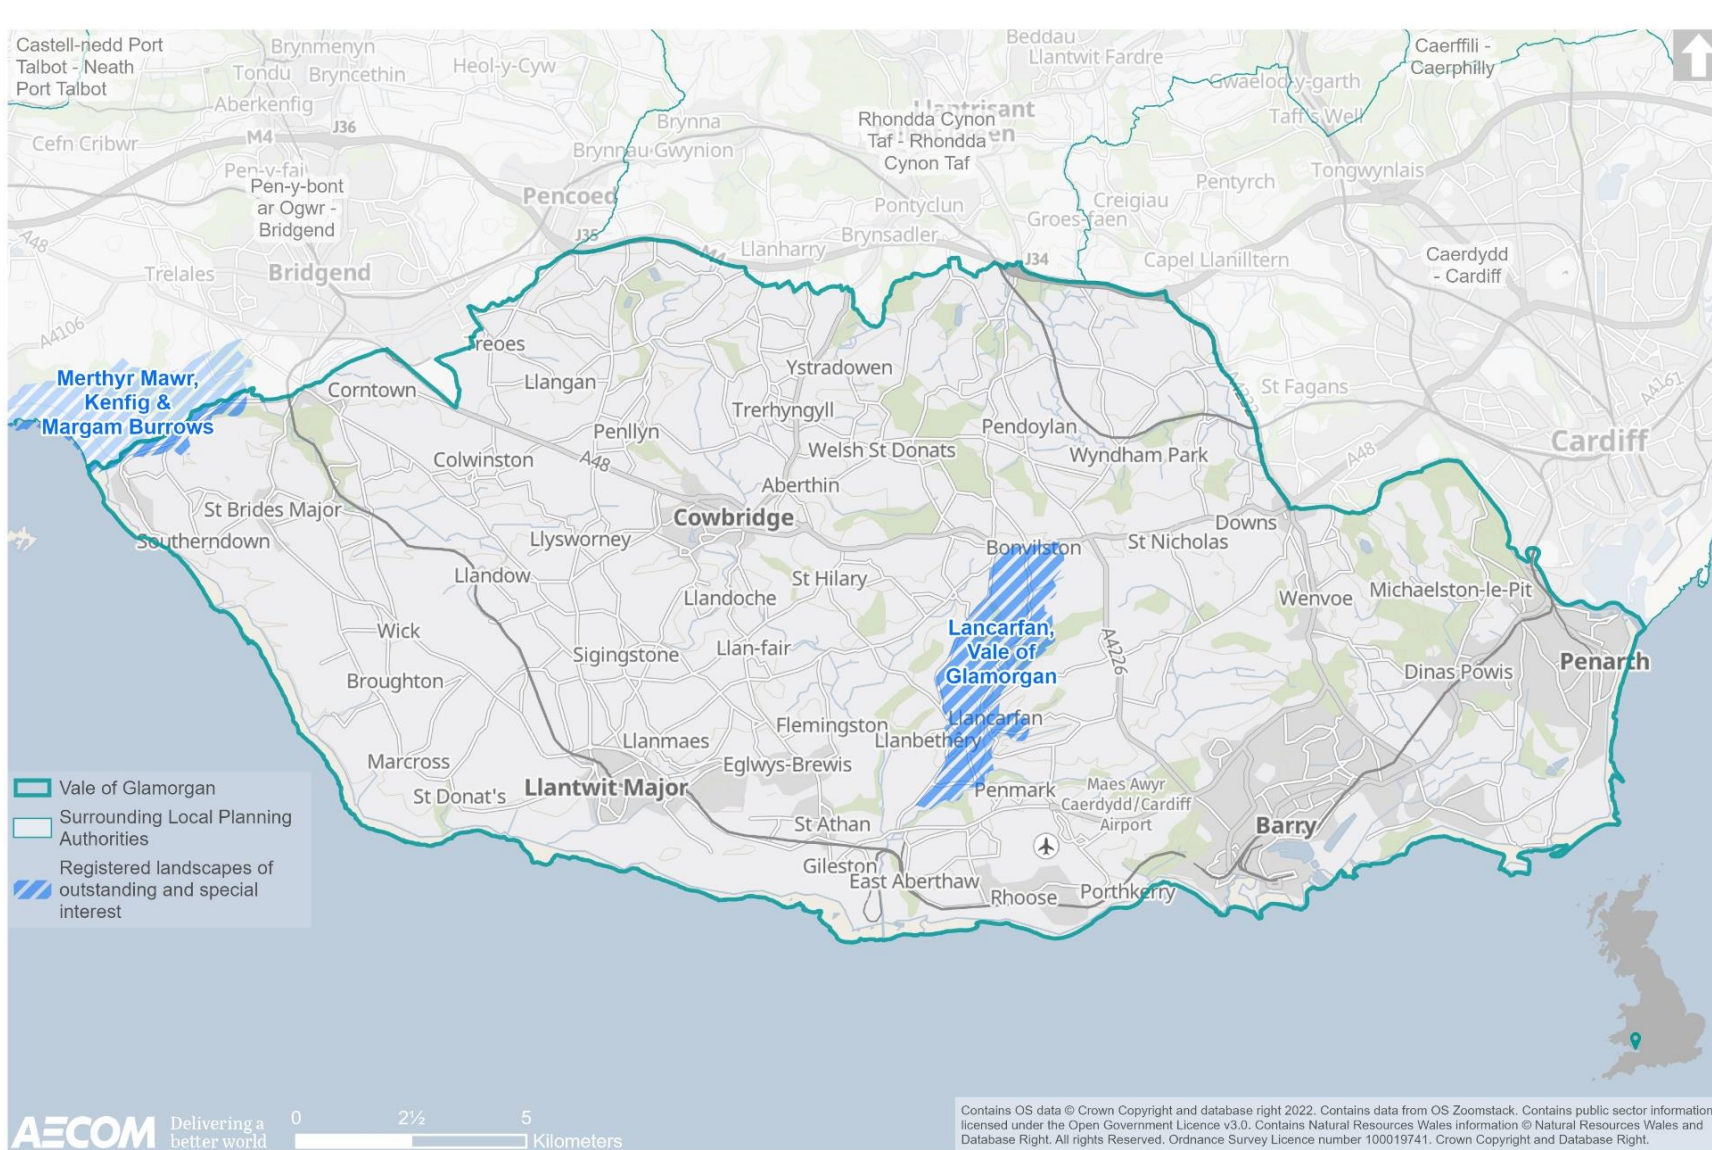 Castell-nedd Port
Talbot - Neath
Port Talbot
Brynmenyn
Tondu
Bryncethin
Heol-y-Cyw
Aberkenfig
Beddau
Llantwit Fardre
Caerffili -
Caerphilly
Gwaelod-y-garth
Taff's Well
Cefn Cribwr
M4
J36
Brynna
Brynnau Gwynion
Llantrisant
Rhondda Cynon
Taf - Rhondda
Cynon Taf
Pen-y-fai
Pen-y-bont
ar Ogwr -
Bridgend
Pencoed
Pontyclun
Creigiau
Groes-faen
Pentyrch
Tongwynlais
A48
J35
Trelales
Bridgend
M4
Llanharry
Brynsadler
J34
Capel Llanilltern
Caerdydd
- Cardiff
A4106
Corntown
Llangan
Ystradowen
St Fagans
A4232
A4161
Merthyr Mawr,
Kenfig &
Margam Burrows
Trerhyngyll
Penllyn
Pendoylan
Cardiff
Colwinston
A48
Welsh St Donats
Wyndham Park
A48
Aberthin
St Brides Major
Cowbridge
Downs
Southerndown
Llysworney
Bonvilston
St Nicholas
Llandow
St Hilary
Llandoche
Wenvoe
Michaelston-le-Pit
Wick
Lancarfan,
Vale of
Glamorgan
Sigingstone
Llan-fair
A4226
Broughton
Dinas Powis
Penarth
Flemingston
Llancarfan
Llanmaes
Llanbethêry
Marcross
Eglwys-Brewis
St Donat's
Llantwit Major
Penmark
Maes Awyr
Caerdydd/Cardiff
Airport
St Athan
Barry
Gileston
East Aberthaw
Rhoose
Porthkerry
Vale of Glamorgan
Surrounding Local Planning
Authorities
Registered landscapes of
outstanding and special
interest
AECOM
Delivering a
better world
0 2½ 5
Kilometers
Contains OS data © Crown Copyright and database right 2022. Contains data from OS Zoomstack. Contains public sector information
licensed under the Open Government Licence v3.0. Contains Natural Resources Wales information © Natural Resources Wales and
Database Right. All rights Reserved. Ordnance Survey Licence number 100019741. Crown Copyright and Database Right.